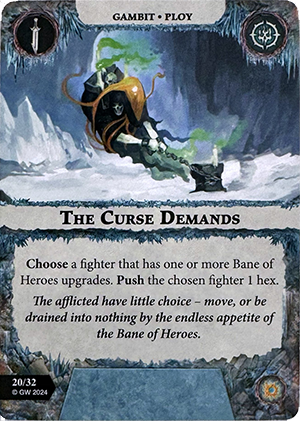 GAMBIT • PLOY
THE CURSE DEMANDS
Choose a fighter that has one or more Bane of
Heroes upgrades. Push the chosen fighter 1 hex.
The afflicted have little choice – move, or be
drained into nothing by the endless appetite of
the Bane of Heroes.
20/32
© GW 2024